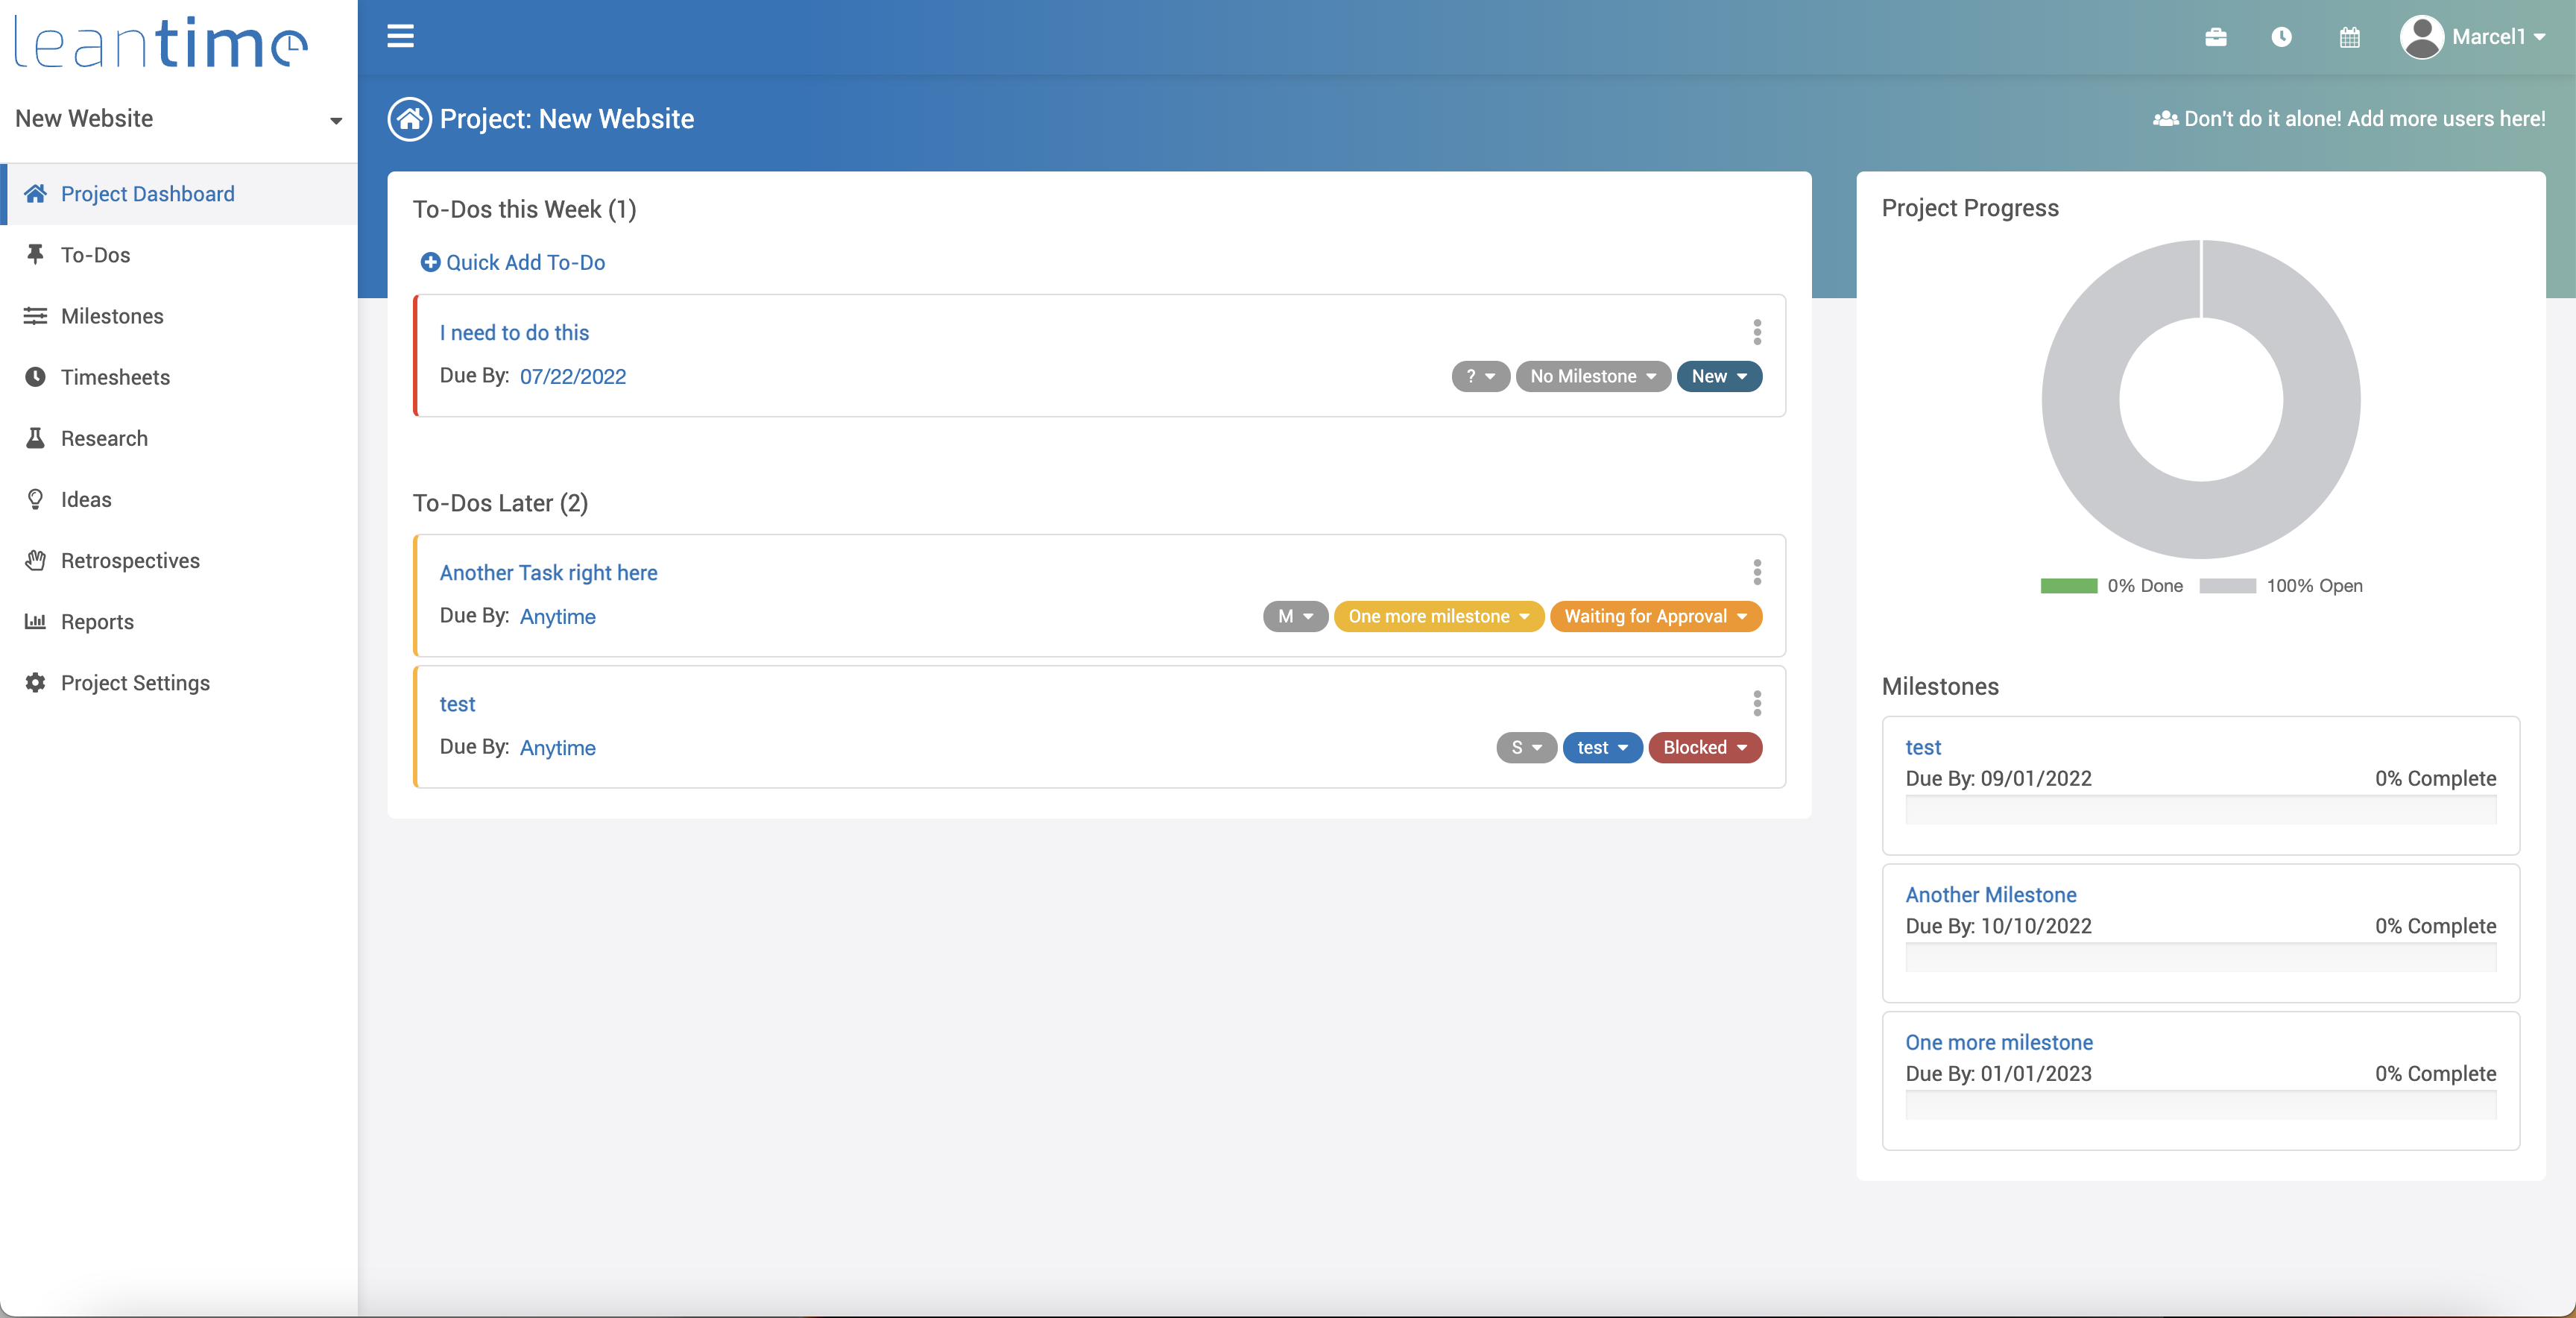 leantime
Marcel1
New Website
Project: New Website
Don't do it alone! Add more users here!
Project Dashboard
To-Dos
Milestones
Timesheets
Research
Ideas
Retrospectives
Reports
Project Settings
To-Dos this Week (1)
Quick Add To-Do
I need to do this
Due By: 07/22/2022
? No Milestone New
To-Dos Later (2)
Another Task right here
Due By: Anytime
M One more milestone Waiting for Approval
test
Due By: Anytime
S test Blocked
Project Progress
0% Done 100% Open
Milestones
test
Due By: 09/01/2022 0% Complete
Another Milestone
Due By: 10/10/2022 0% Complete
One more milestone
Due By: 01/01/2023 0% Complete